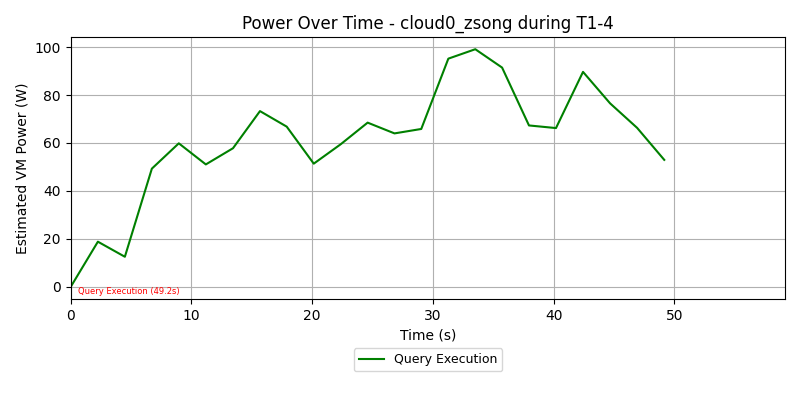 Power Over Time - cloud0_zsong during T1-4
Estimated VM Power (W)
100
80
60
40
20
0
Query Execution (49.2s)
0 10 20 30 40 50
Time (s)
Query Execution